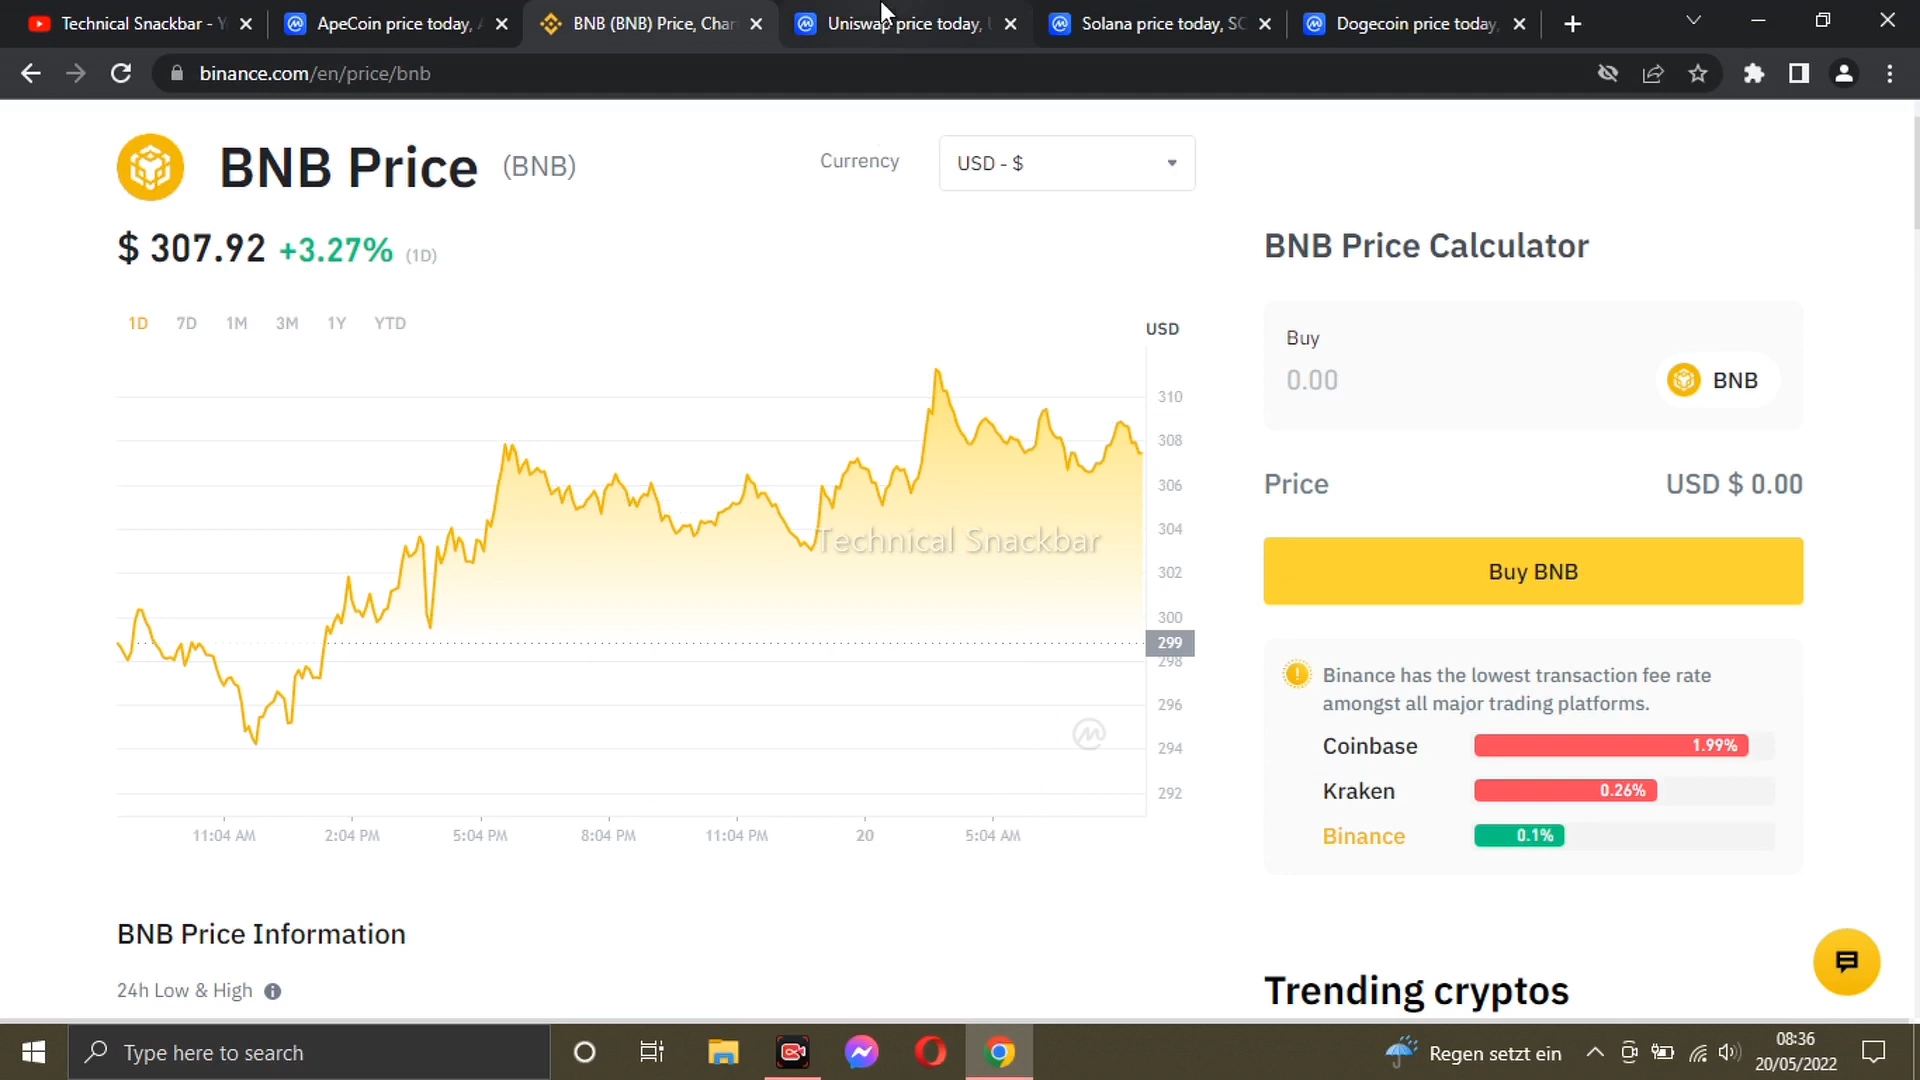 Technical Snackbar - Y
ApeCoin price today, A
BNB (BNB) Price, Char
Uniswap price today, U
Solana price today, SO
Dogecoin price today,
binance.com/en/price/bnb
BNB Price (BNB)
Currency
USD - $
$ 307.92 +3.27% (1D)
BNB Price Calculator
1D 7D 1M 3M 1Y YTD
USD
Buy
0.00
BNB
310
308
306
304
302
300
299
298
296
294
292
Technical Snackbar
Price USD $ 0.00
Buy BNB
Binance has the lowest transaction fee rate
amongst all major trading platforms.
Coinbase 1.99%
Kraken 0.26%
Binance 0.1%
11:04 AM 2:04 PM 5:04 PM 8:04 PM 11:04 PM 20 5:04 AM
BNB Price Information
24h Low & High
Trending cryptos
Type here to search
Regen setzt ein
08:36
20/05/2022